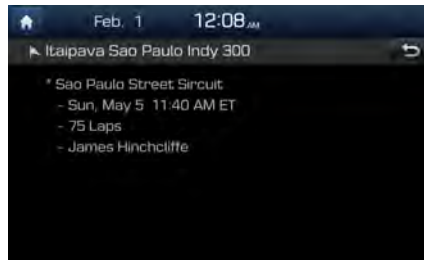 Feb. 1 12:08 AM
Itaipava Sao Paulo Indy 300
* Sao Paulo Street Sircuit
- Sun, May 5 11:40 AM ET
- 75 Laps
- James Hinchcliffe